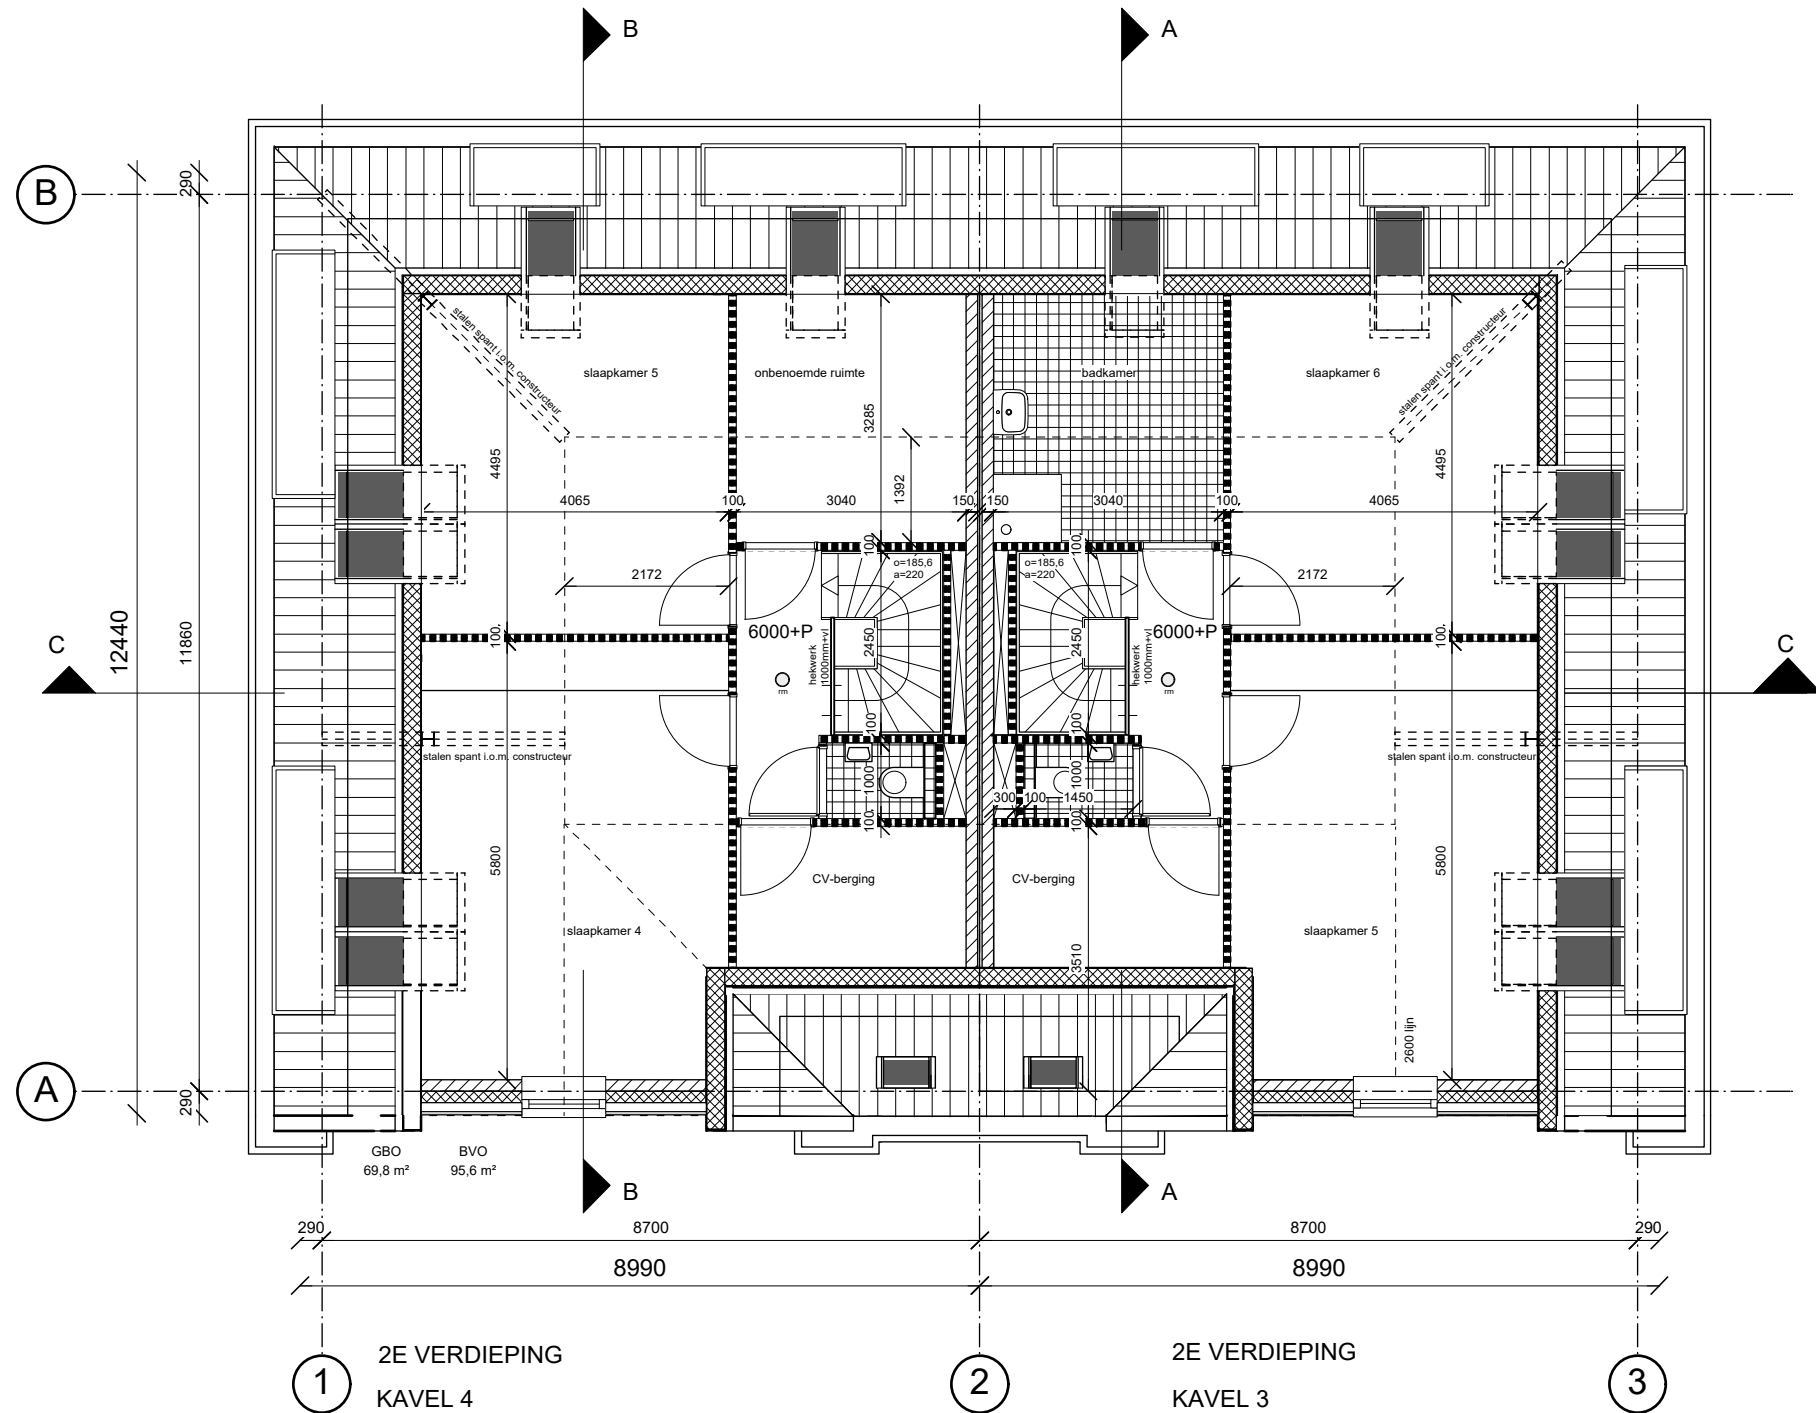 B
A
B
290
slaapkamer 5
onbenoemde ruimte
badkamer
slaapkamer 6
stalen spant i.o.m. constructeur
stalen spant i.o.m. constructeur
3285
4495
1392
4495
4065
100
3040
150
150
3040
100
4065
100
100
o=185,6
a=220
o=185,6
a=220
2172
2172
12440
11860
C
C
100
100
6000+P
6000+P
hekwerk
1000mm+vl
2450
2450
hekwerk
1000mm+vl
rm
rm
100
100
stalen spant i.o.m. constructeur
stalen spant i.o.m. constructeur
1000
1000
300
100
1450
100
100
5800
5800
CV-berging
CV-berging
slaapkamer 4
slaapkamer 5
3510
2600 lijn
A
290
GBO
69,8 m²
BVO
95,6 m²
B
A
290
8700
8700
290
8990
8990
1
2E VERDIEPING
KAVEL 4
2
2E VERDIEPING
KAVEL 3
3